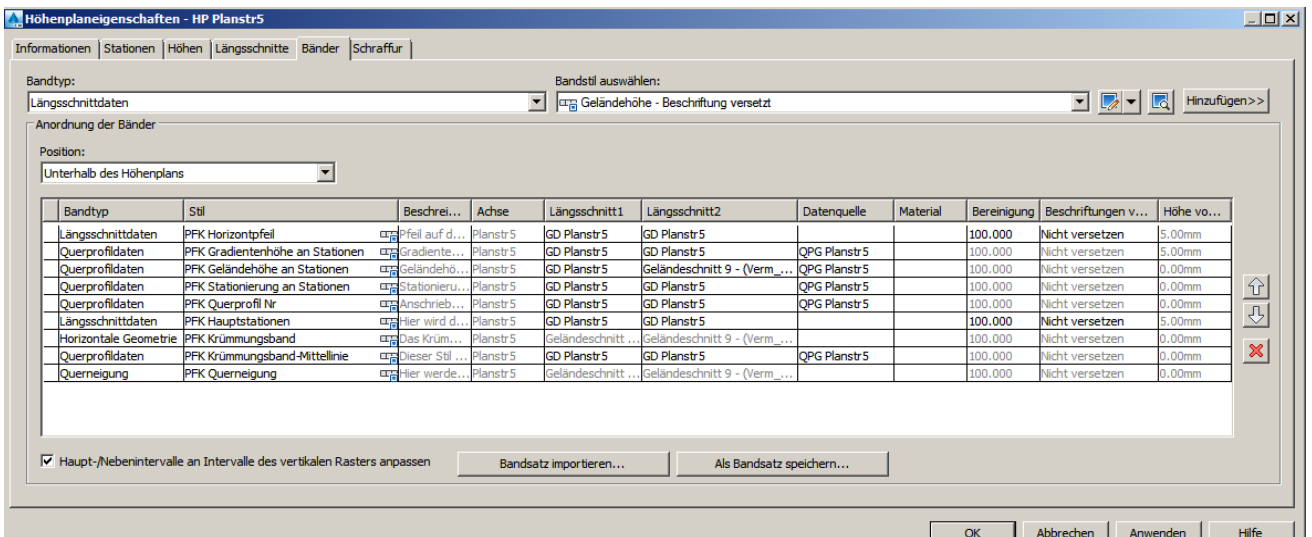 Höhenplaneigenschaften - HP Planstr5
Informationen Stationen Höhen Längsschnitte Bänder Schraffur
Bandtyp: Bandstil auswählen:
Längsschnittdaten Geländehöhe - Beschriftung versetzt Hinzufügen>>
Anordnung der Bänder
Position:
Unterhalb des Höhenplans
Bandtyp Stil Beschrei... Achse Längsschnitt1 Längsschnitt2 Datenquelle Material Bereinigung Beschriftungen v... Höhe vo...
Längsschnittdaten PFK Horizontpfeil Pfeil auf d... Planstr5 GD Planstr5 GD Planstr5 100.000 Nicht versetzen 5.00mm
Querprofildaten PFK Gradientenhöhe an Stationen Gradiente... Planstr5 GD Planstr5 GD Planstr5 QPG Planstr5 100.000 Nicht versetzen 0.00mm
Querprofildaten PFK Geländehöhe an Stationen Geländehö... Planstr5 GD Planstr5 Geländeschnitt 9 - (Verm_... QPG Planstr5 100.000 Nicht versetzen 0.00mm
Querprofildaten PFK Stationierung an Stationen Stationieru... Planstr5 GD Planstr5 GD Planstr5 QPG Planstr5 100.000 Nicht versetzen 0.00mm
Querprofildaten PFK Querprofil Nr Anschrieb... Planstr5 GD Planstr5 GD Planstr5 QPG Planstr5 100.000 Nicht versetzen 5.00mm
Längsschnittdaten PFK Hauptstationen Hier wird d... Planstr5 GD Planstr5 GD Planstr5 100.000 Nicht versetzen 5.00mm
Horizontale Geometrie PFK Krümmungsband Das Krüm... Planstr5 Geländeschnitt ... Geländeschnitt 9 - (Verm_... 100.000 Nicht versetzen 0.00mm
Querprofildaten PFK Krümmungsband-Mittellinie Dieser Stil ... Planstr5 GD Planstr5 GD Planstr5 QPG Planstr5 100.000 Nicht versetzen 0.00mm
Querneigung PFK Querneigung Hier werde... Planstr5 Geländeschnitt ... Geländeschnitt 9 - (Verm_... 100.000 Nicht versetzen 0.00mm
Haupt-/Nebenintervalle an Intervalle des vertikalen Rasters anpassen Bandsatz importieren... Als Bandsatz speichern...
OK Abbrechen Anwenden Hilfe